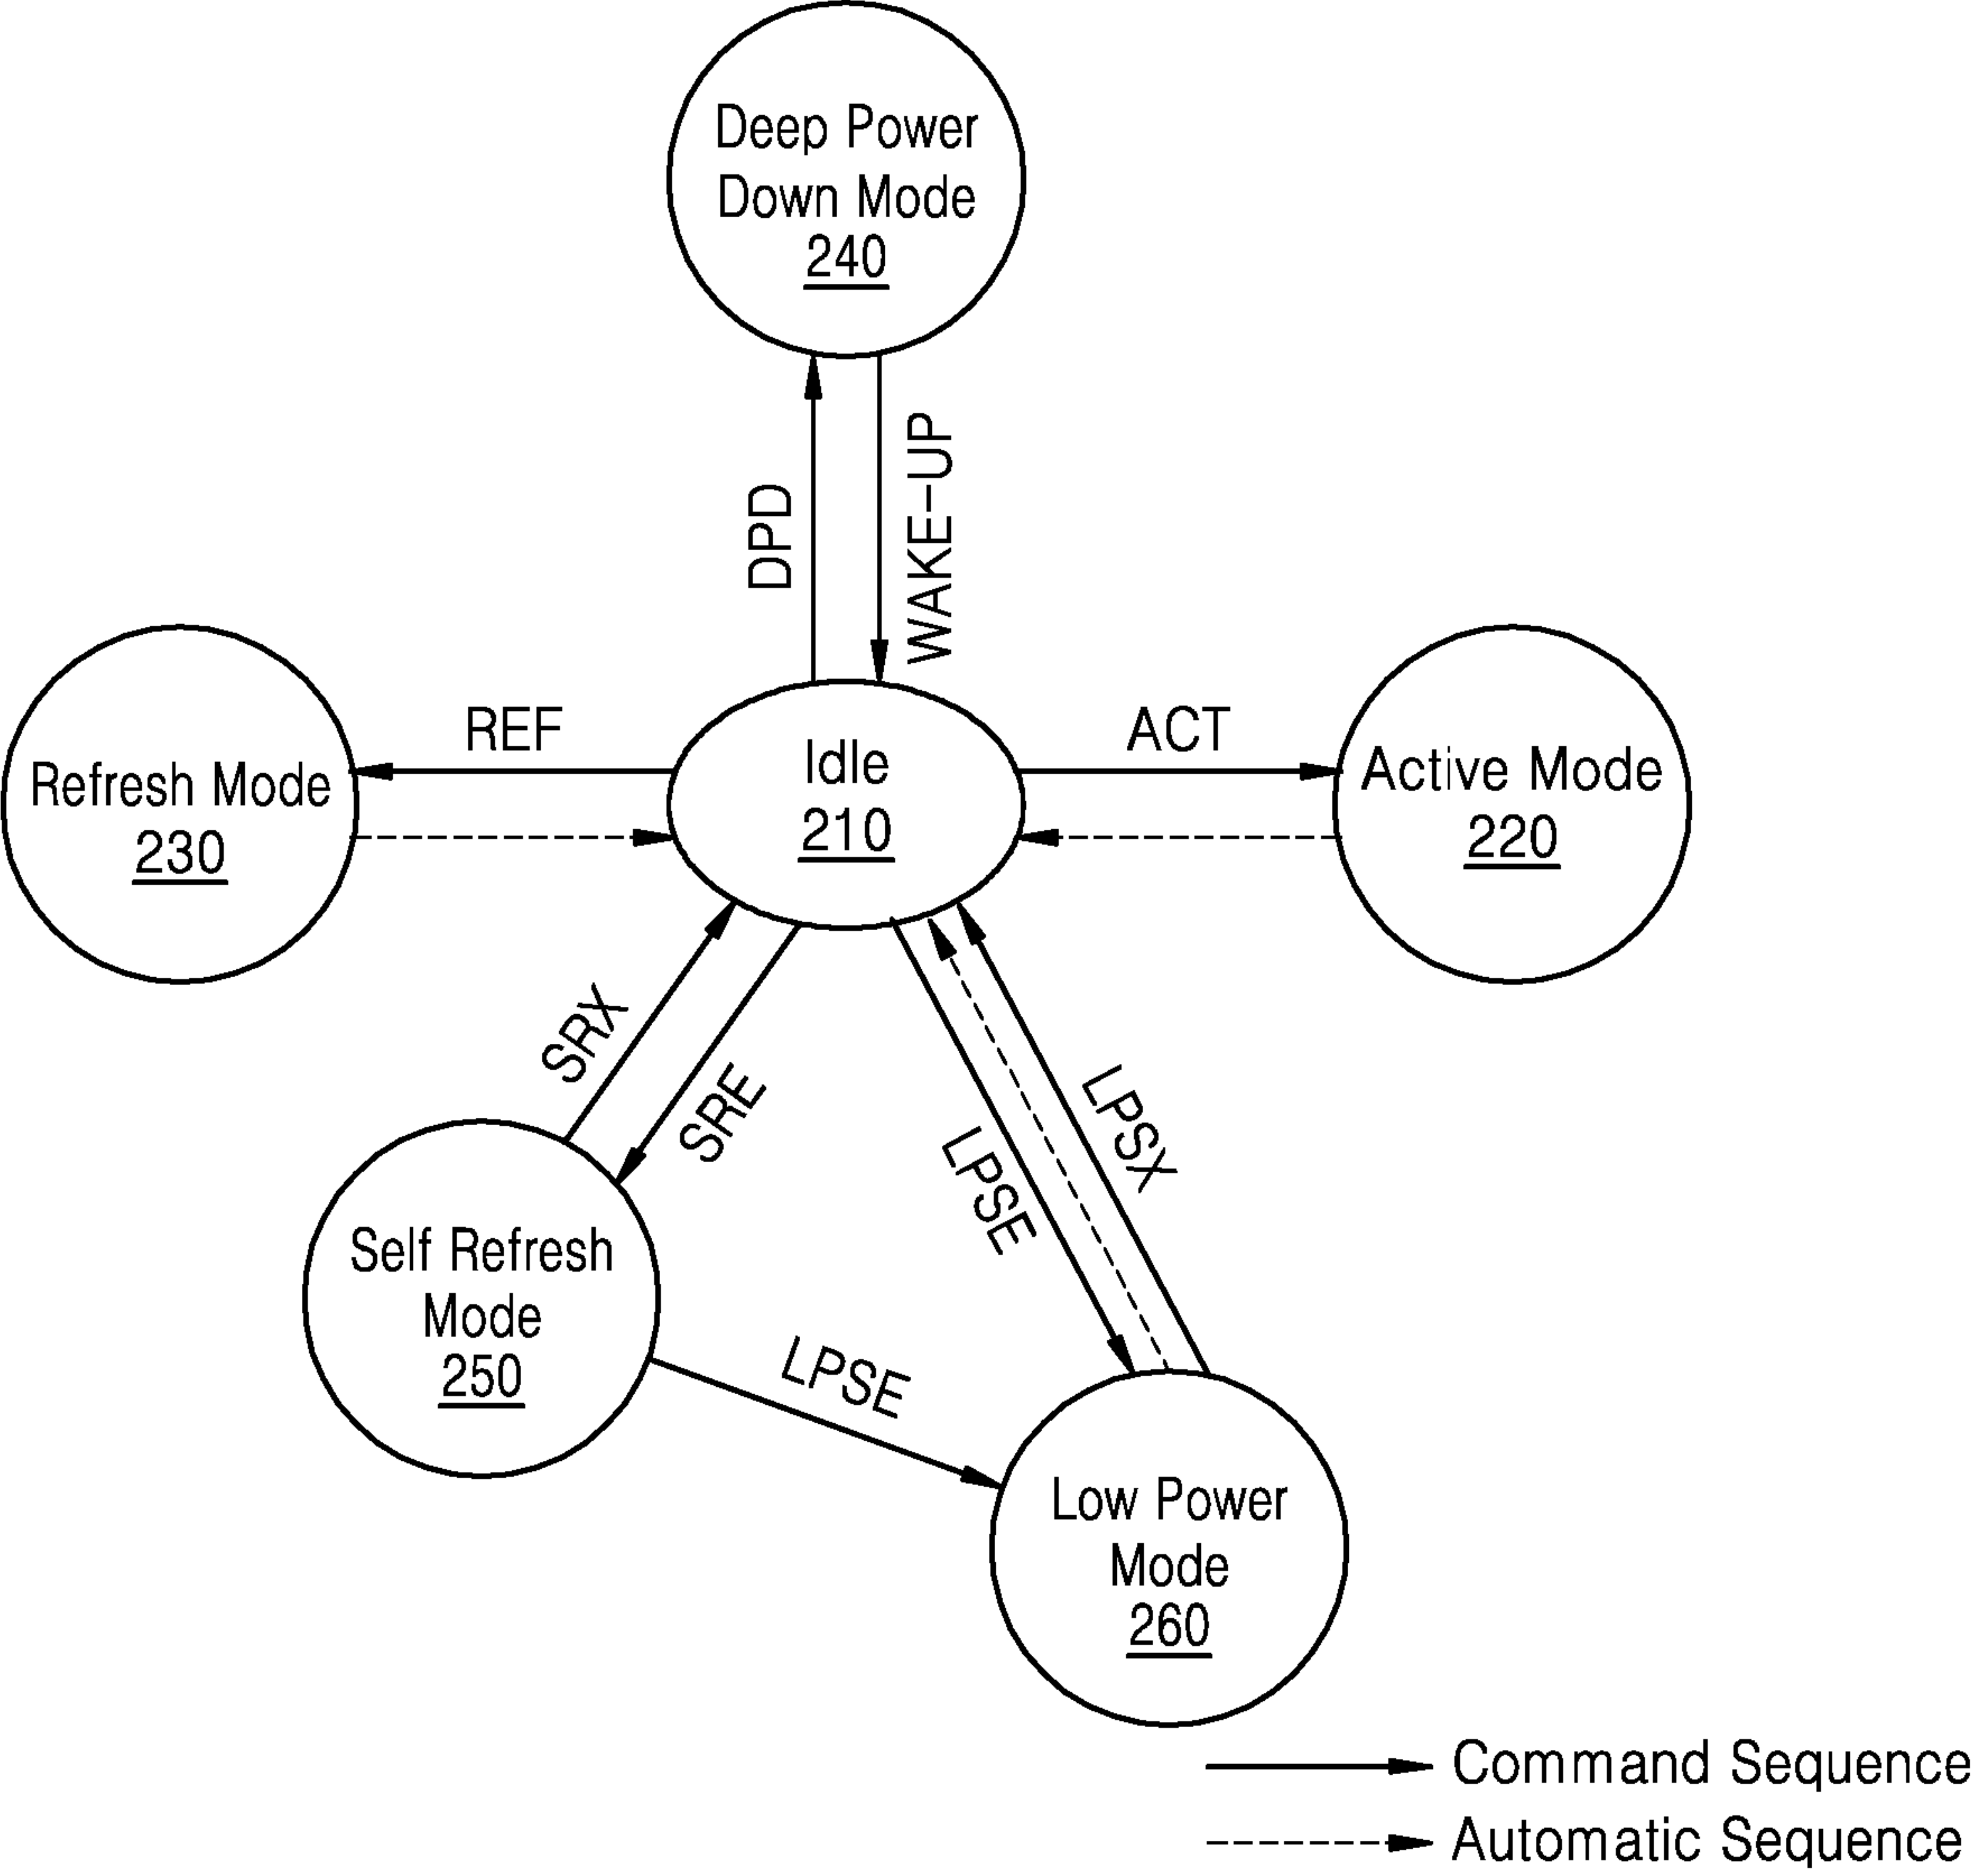 Deep Power
Down Mode
240
DPD
WAKE-UP
REF
ACT
Refresh Mode
230
Idle
210
Active Mode
220
SRX
SRE
LPSE
LPSX
Self Refresh
Mode
250
LPSE
Low Power
Mode
260
Command Sequence
Automatic Sequence